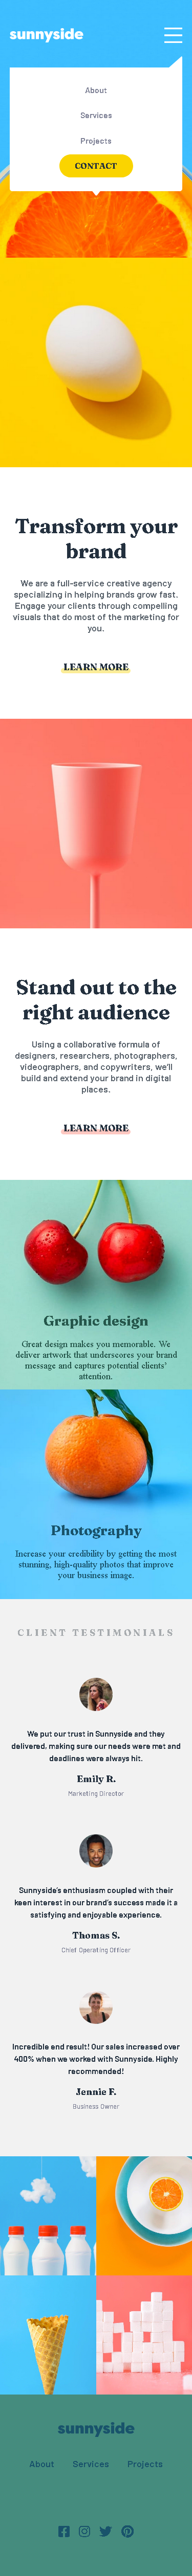 sunnyside
About
Services
Projects
CONTACT
Transform your
brand
We are a full-service creative agency
specializing in helping brands grow fast.
Engage your clients through compelling
visuals that do most of the marketing for
you.
LEARN MORE
Stand out to the
right audience
Using a collaborative formula of
designers, researchers, photographers,
videographers, and copywriters, we'll
build and extend your brand in digital
places.
LEARN MORE
Graphic design
Great design makes you memorable. We
deliver artwork that underscores your brand
message and captures potential clients'
attention.
Photography
Increase your credibility by getting the most
stunning, high-quality photos that improve
your business image.
CLIENT TESTIMONIALS
We put our trust in Sunnyside and they
delivered, making sure our needs were met and
deadlines were always hit.
Emily R.
Marketing Director
Sunnyside's enthusiasm coupled with their
keen interest in our brand's success made it a
satisfying and enjoyable experience.
Thomas S.
Chief Operating Officer
Incredible end result! Our sales increased over
400% when we worked with Sunnyside. Highly
recommended!
Jennie F.
Business Owner
sunnyside
About Services Projects